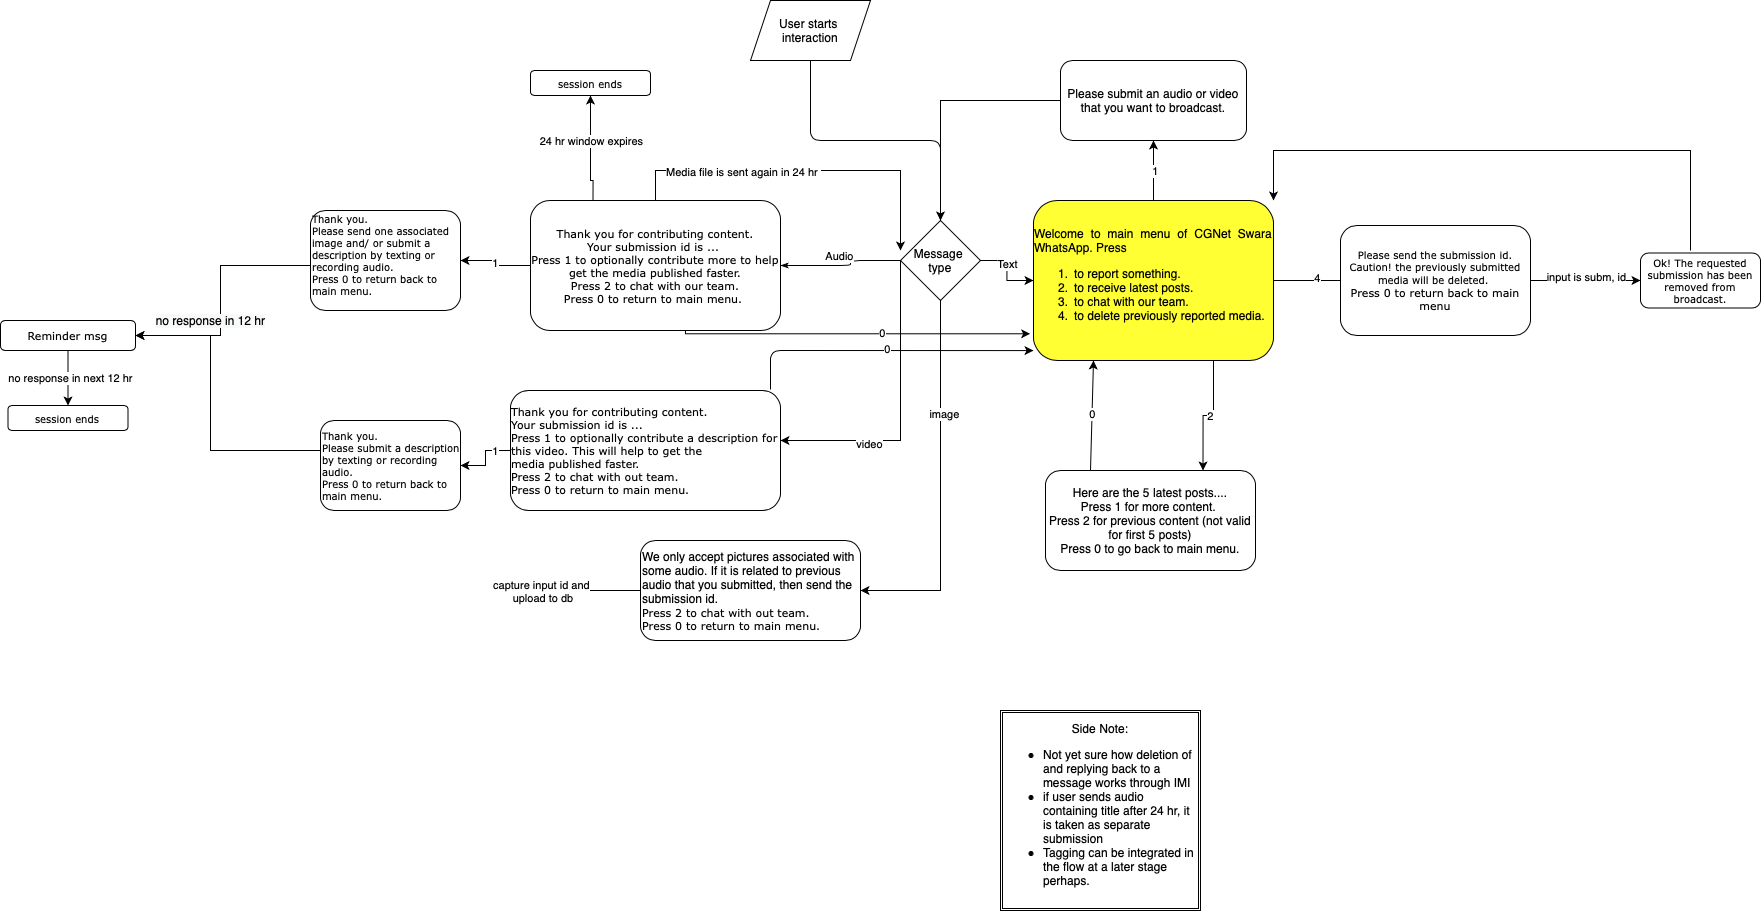 User starts
interaction
session ends
24 hr window expires
Media file is sent again in 24 hr
Please submit an audio or video
that you want to broadcast.
1
Thank you.
Please send one associated
image and/ or submit a
description by texting or
recording audio.
Press 0 to return back to
main menu.
1
Thank you for contributing content.
Your submission id is ...
Press 1 to optionally contribute more to help
get the media published faster.
Press 2 to chat with our team.
Press 0 to return to main menu.
Audio
Message
type
Text
Welcome to main menu of CGNet Swara
WhatsApp. Press
1. to report something.
2. to receive latest posts.
3. to chat with our team.
4. to delete previously reported media.
4
Please send the submission id.
Caution! the previously submitted
media will be deleted.
Press 0 to return back to main
menu
input is subm, id
Ok! The requested
submission has been
removed from
broadcast.
no response in 12 hr
Reminder msg
no response in next 12 hr
session ends
0
0
Thank you.
Please submit a description
by texting or recording
audio.
Press 0 to return back to
main menu.
1
Thank you for contributing content.
Your submission id is ...
Press 1 to optionally contribute a description for
this video. This will help to get the
media published faster.
Press 2 to chat with out team.
Press 0 to return to main menu.
video
image
0
2
Here are the 5 latest posts....
Press 1 for more content.
Press 2 for previous content (not valid
for first 5 posts)
Press 0 to go back to main menu.
capture input id and
upload to db
We only accept pictures associated with
some audio. If it is related to previous
audio that you submitted, then send the
submission id.
Press 2 to chat with out team.
Press 0 to return to main menu.
Side Note:
• Not yet sure how deletion of
and replying back to a
message works through IMI
• if user sends audio
containing title after 24 hr, it
is taken as separate
submission
• Tagging can be integrated in
the flow at a later stage
perhaps.